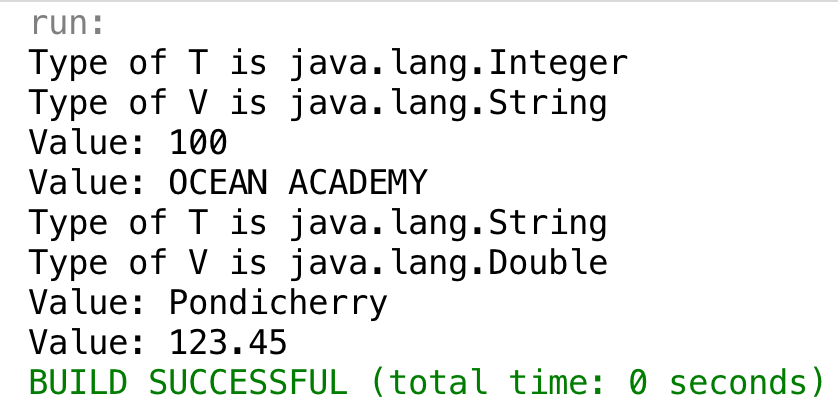 run:
Type of T is java.lang.Integer
Type of V is java.lang.String
Value: 100
Value: OCEAN ACADEMY
Type of T is java.lang.String
Type of V is java.lang.Double
Value: Pondicherry
Value: 123.45
BUILD SUCCESSFUL (total time: 0 seconds)